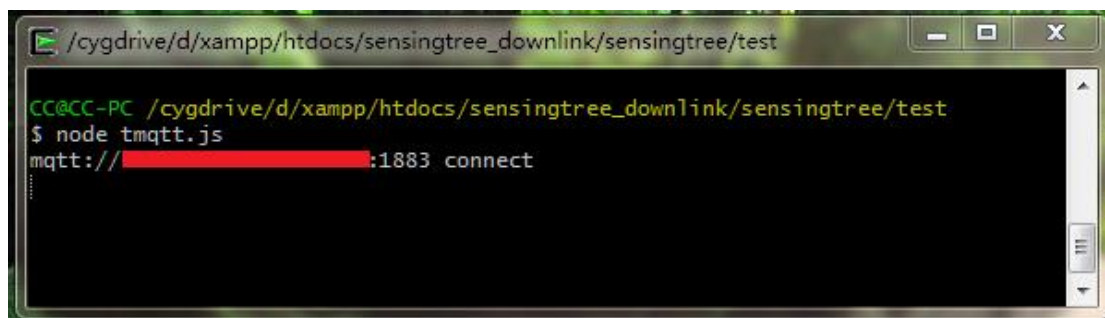 /cygdrive/d/xampp/htdocs/sensingtree_downlink/sensingtree/test
CC@CC-PC /cygdrive/d/xampp/htdocs/sensingtree_downlink/sensingtree/test
$ node tmqtt.js
mqtt:// :1883 connect